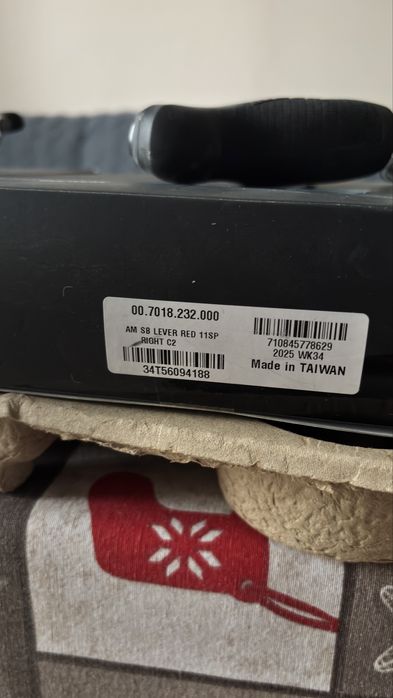 00.7018.232.000
AM SB LEVER RED 11SP
RIGHT C2
34T56094188
710845778629
2025 WK34
Made in TAIWAN